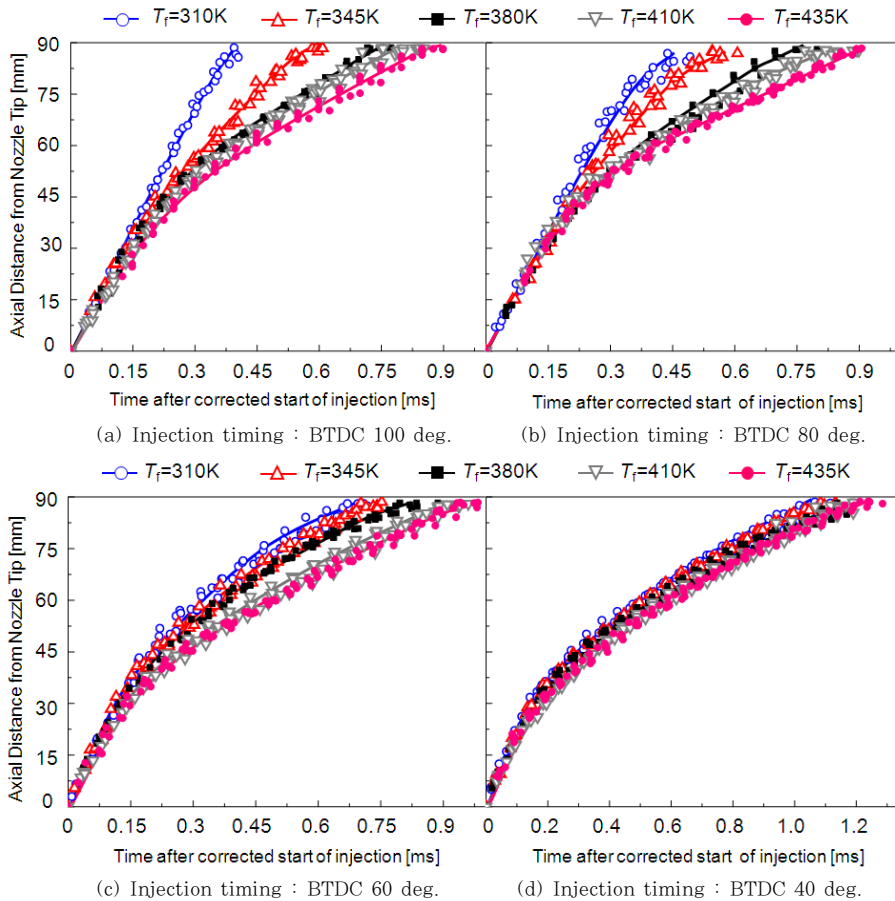 Tf=310K Tf=345K Tf=380K Tf=410K Tf=435K
Axial Distance from Nozzle Tip [mm]
90
75
60
45
30
15
0
0 0.15 0.30 0.45 0.60 0.75 0.90 0 0.15 0.30 0.45 0.60 0.75 0.9
Time after corrected start of injection [ms] Time after corrected start of injection [ms]
(a) Injection timing : BTDC 100 deg. (b) Injection timing : BTDC 80 deg.
Tf=310K Tf=345K Tf=380K Tf=410K Tf=435K
Axial Distance from Nozzle Tip [mm]
90
75
60
45
30
15
0
0 0.15 0.30 0.45 0.6 0.75 0.9 0.2 0.4 0.6 0.8 1.0 1.2
Time after corrected start of injection [ms] Time after corrected start of injection [ms]
(c) Injection timing : BTDC 60 deg. (d) Injection timing : BTDC 40 deg.